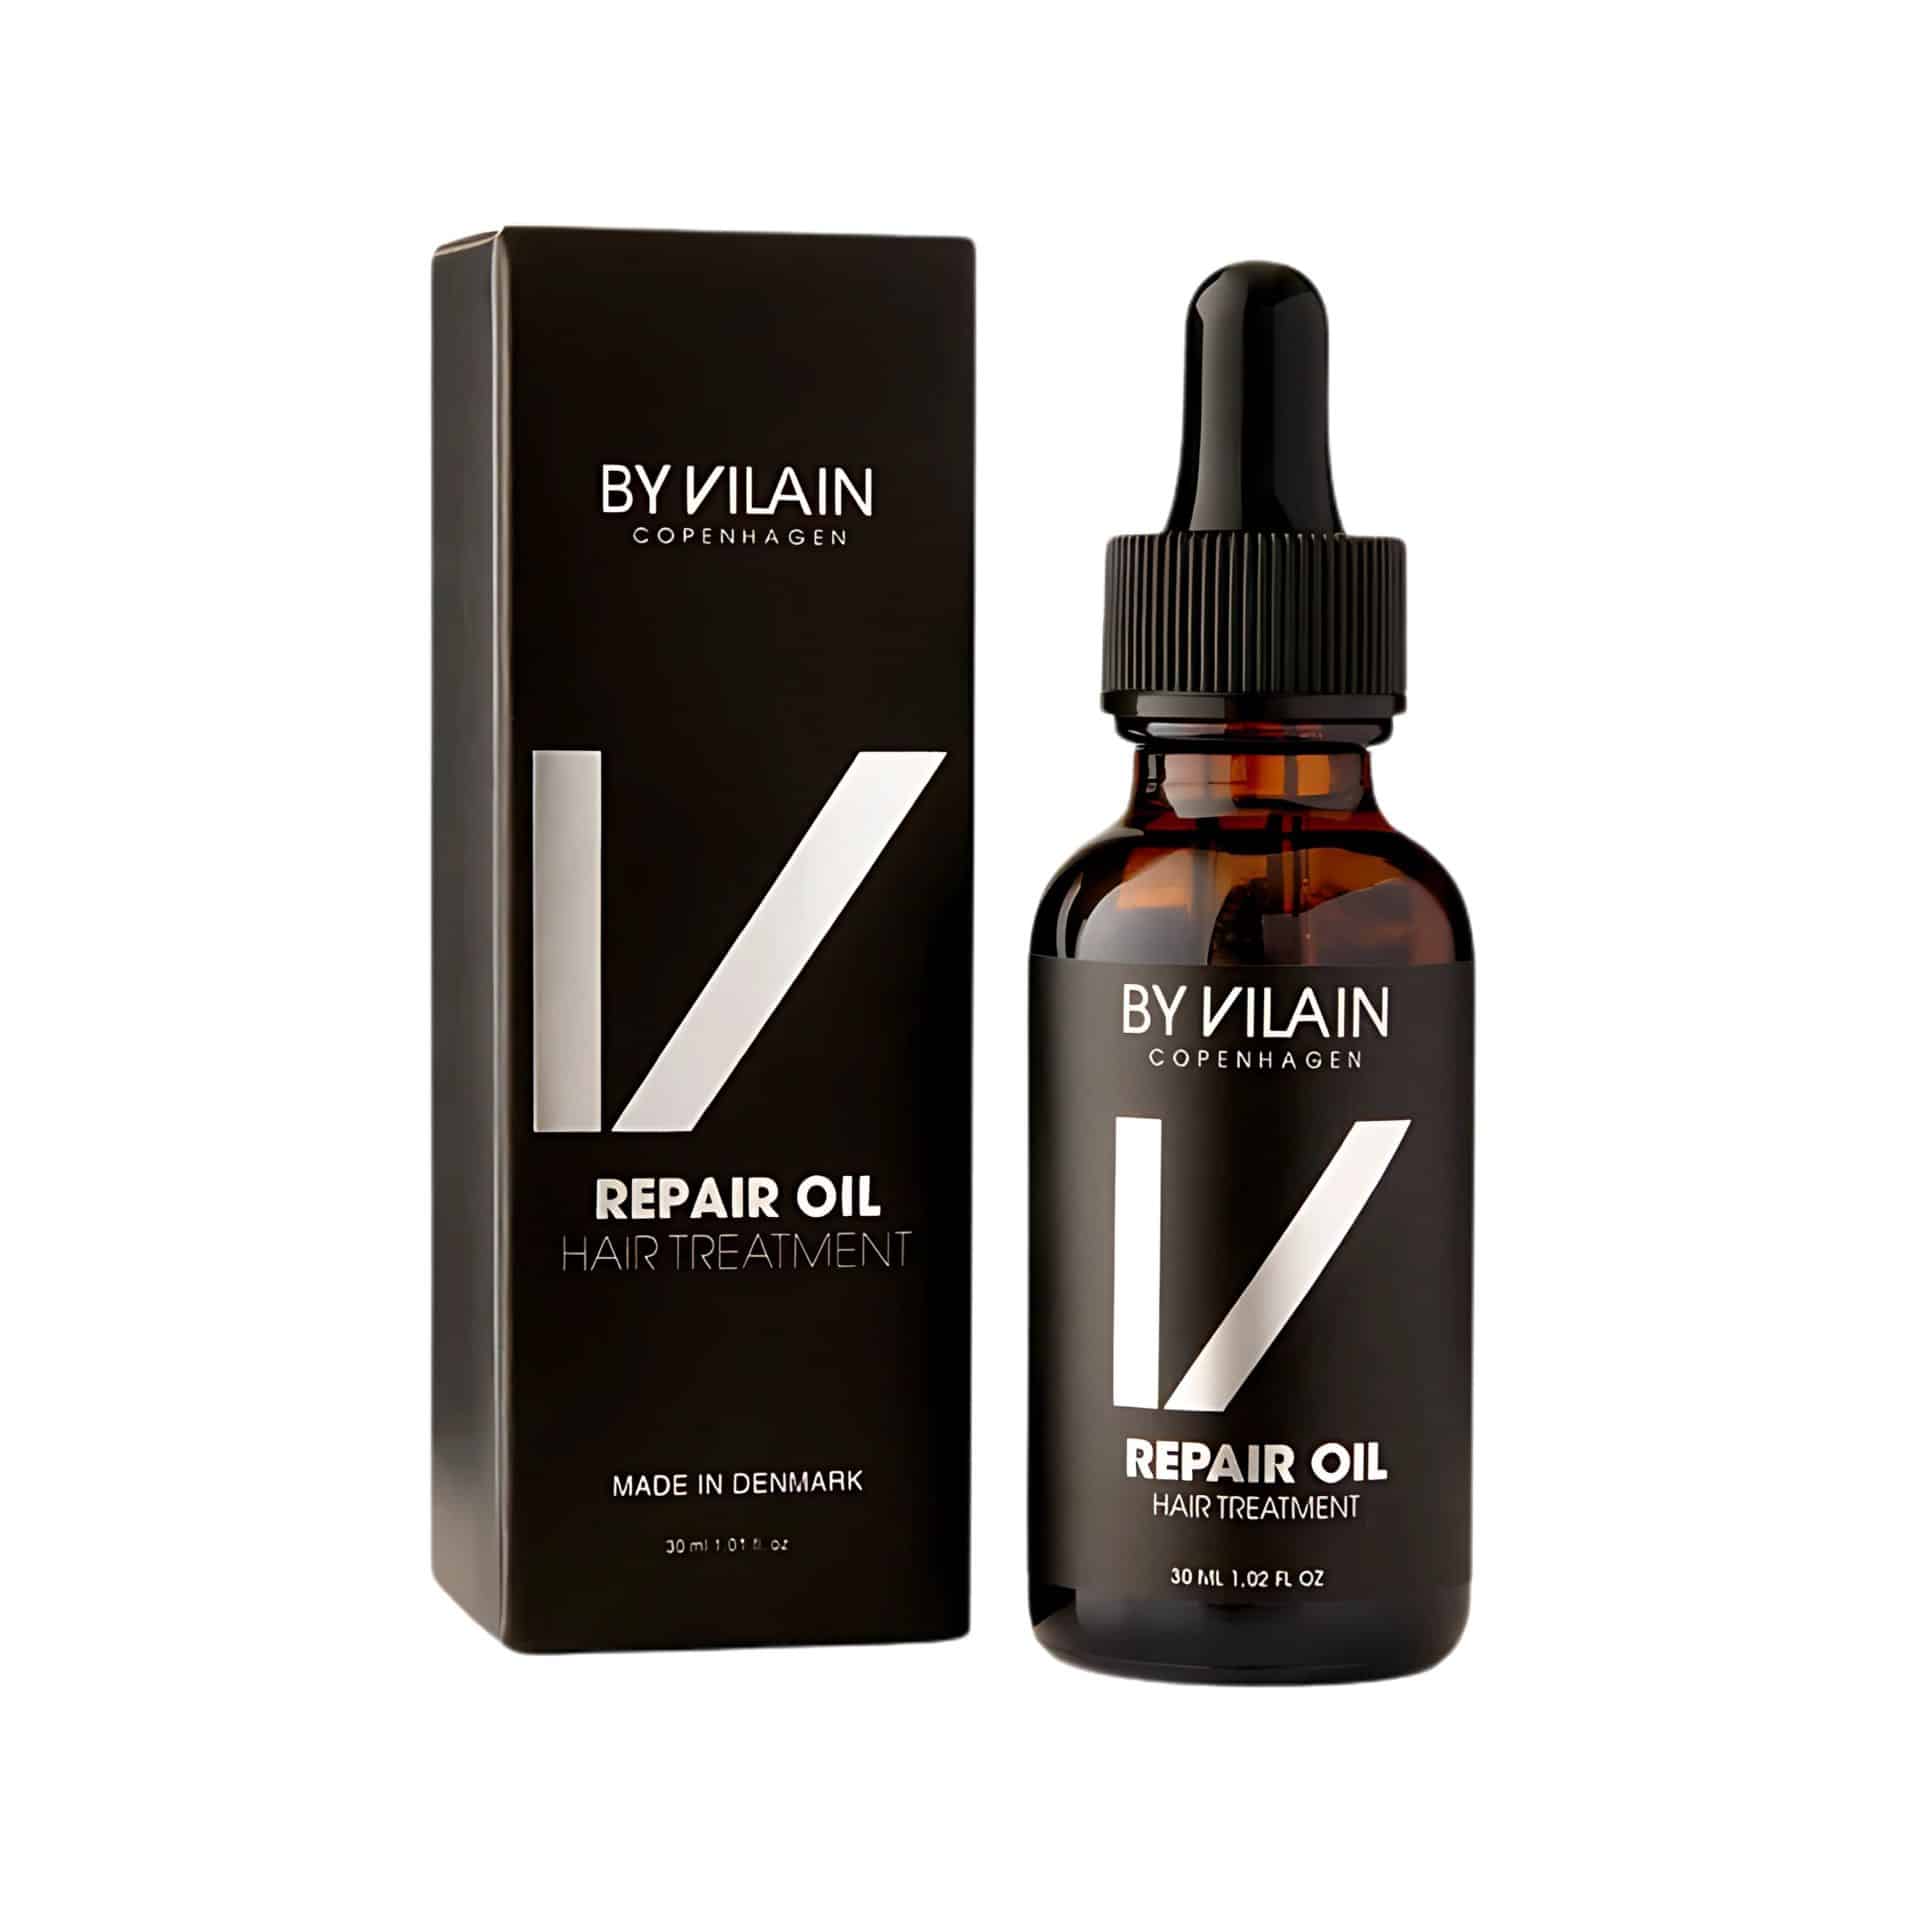 BY VILAIN
COPENHAGEN
REPAIR OIL
HAIR TREATMENT
MADE IN DENMARK
30 ml 1.01 fl. oz
BY VILAIN
COPENHAGEN
REPAIR OIL
HAIR TREATMENT
30 ML 1.02 FL OZ